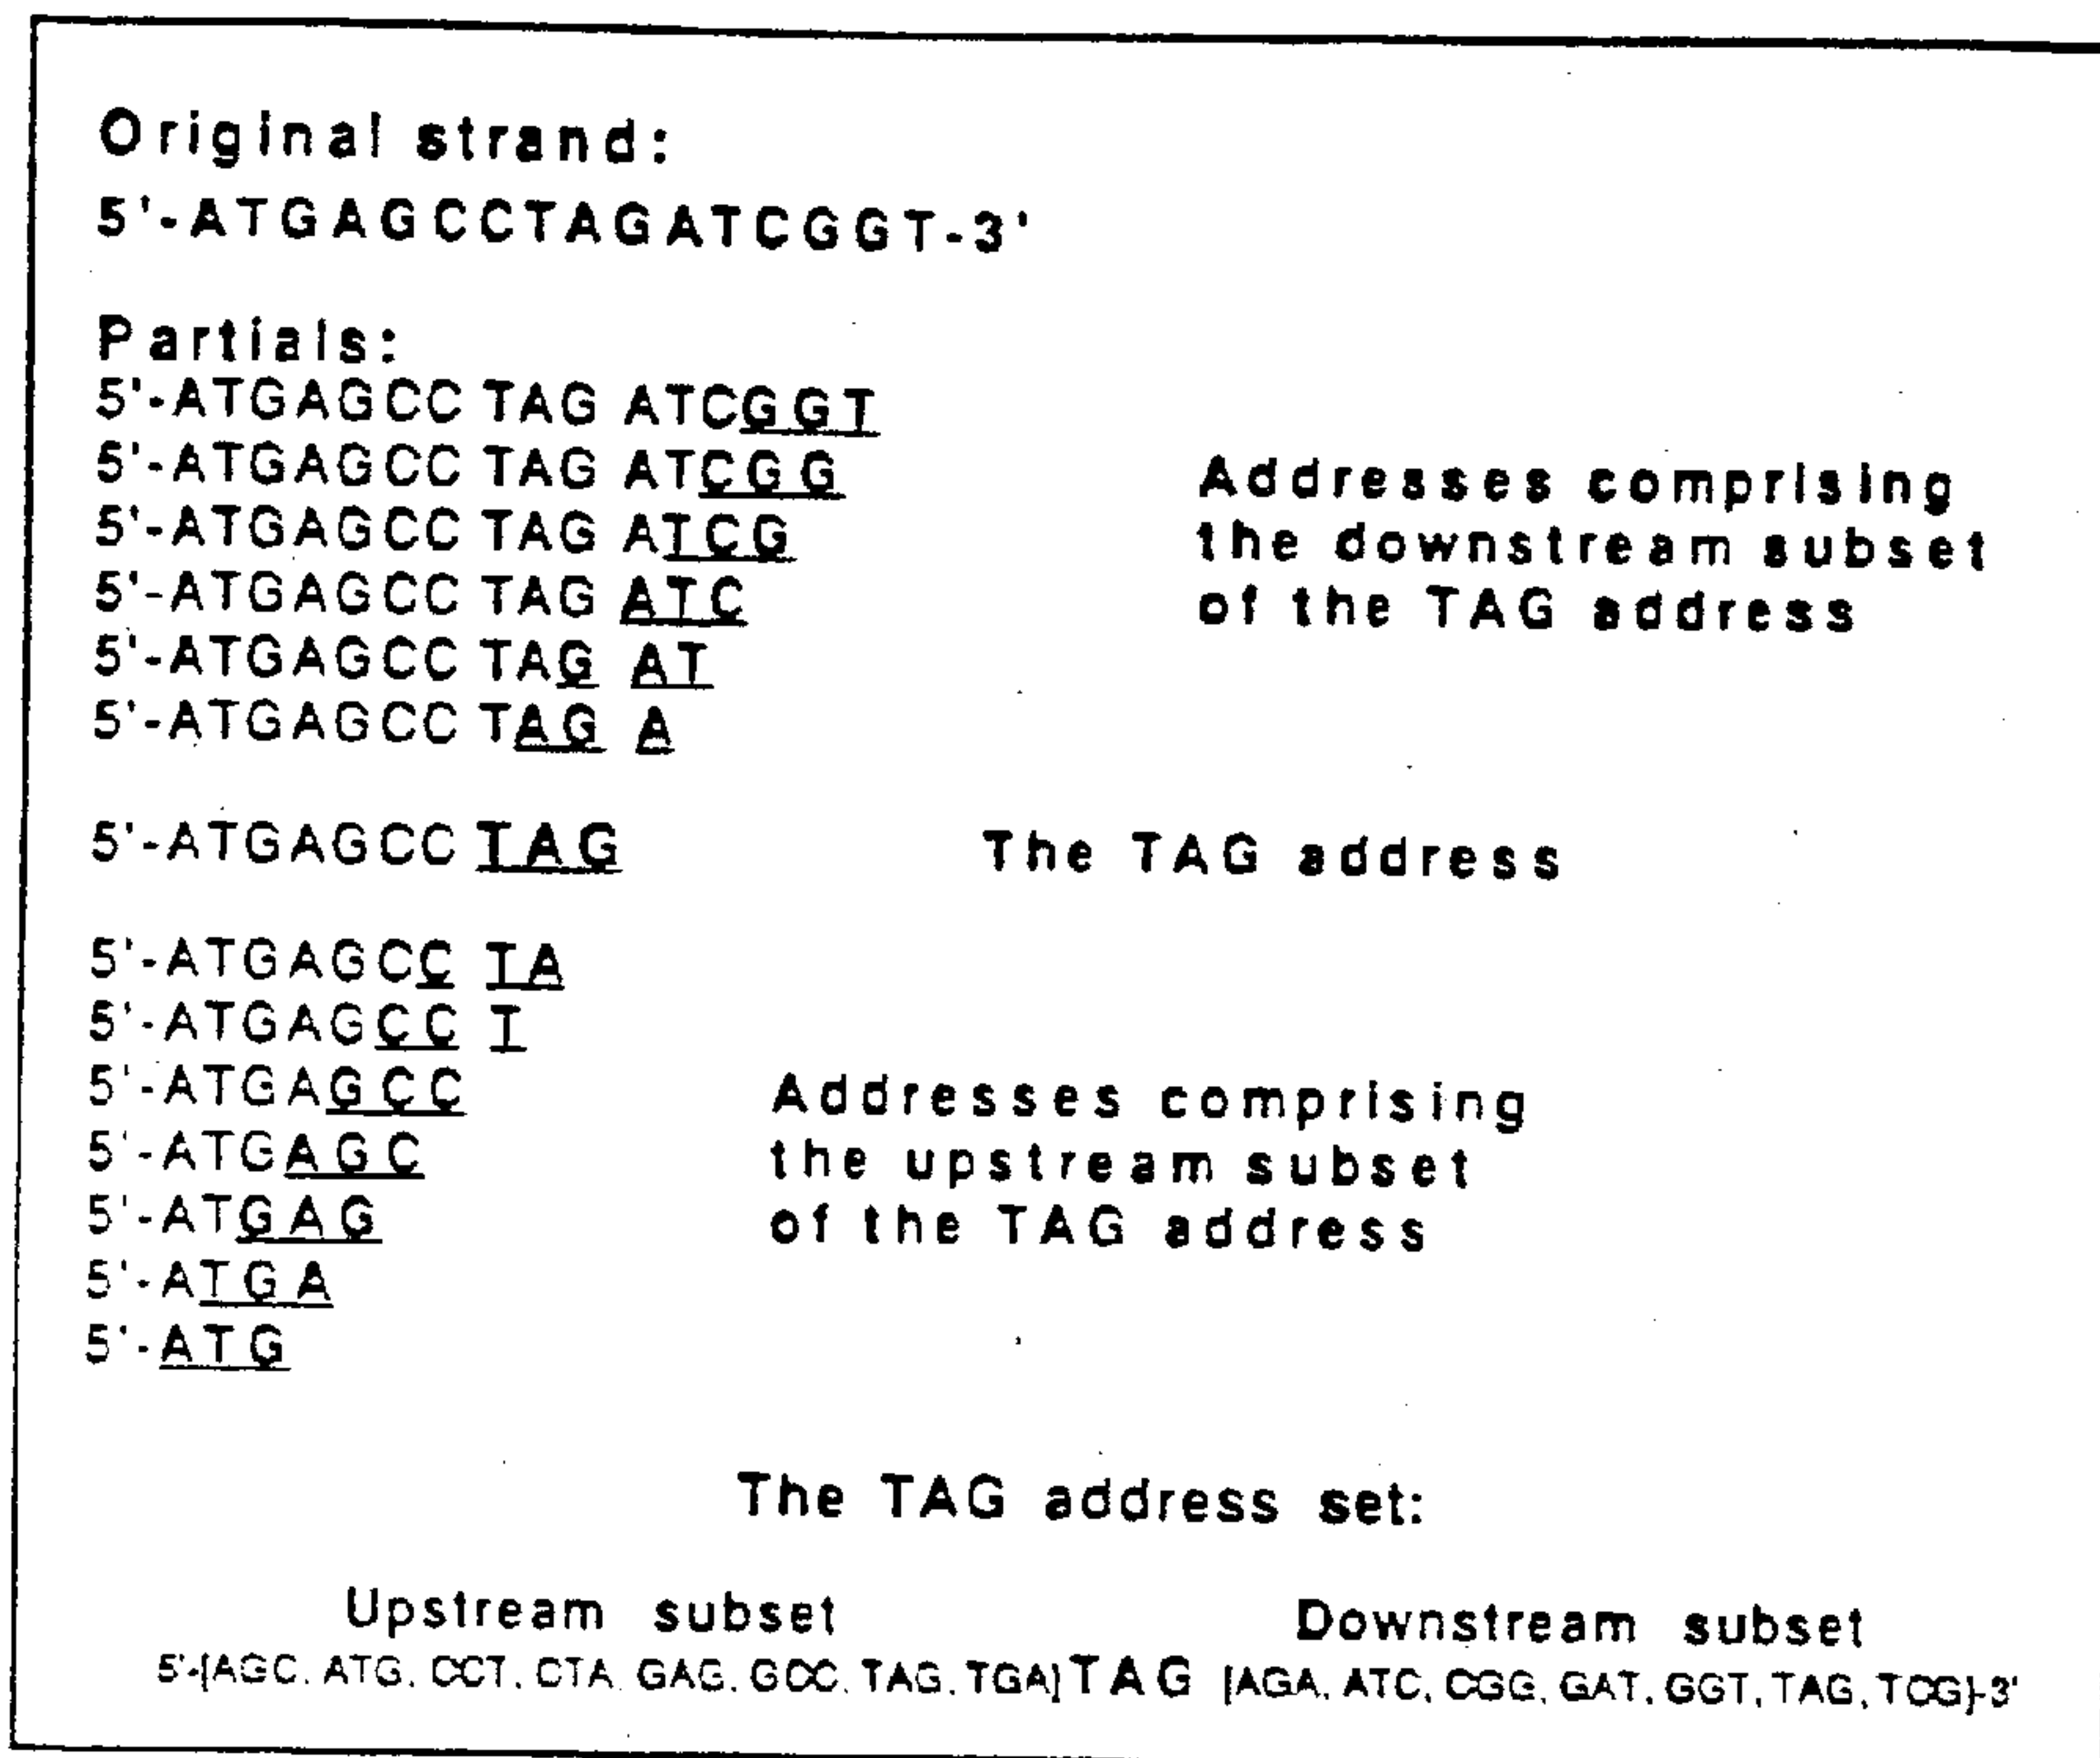 Original strand:
5'-ATGAGCCTAGATCGGT-3'
Partials:
5'-ATGAGCC TAG ATCGGT
5'-ATGAGCC TAG ATCGG
5'-ATGAGCC TAG ATCG
5'-ATGAGCC TAG ATC
5'-ATGAGCC TAG AT
5'-ATGAGCC TAG A
Addresses comprising
the downstream subset
of the TAG address
5'-ATGAGCC TAG
The TAG address
5'-ATGAGCC TA
5'-ATGAGCC T
5'-ATGAGCC
5'-ATGAGC
5'-ATGAG
5'-ATGA
5'-ATG
Addresses comprising
the upstream subset
of the TAG address
The TAG address set:
Upstream subset
Downstream subset
5'-{AGC, ATG, CCT, CTA, GAG, GCC, TAG, TGA} TAG {AGA, ATC, CGG, GAT, GGT, TAG, TCG}-3'